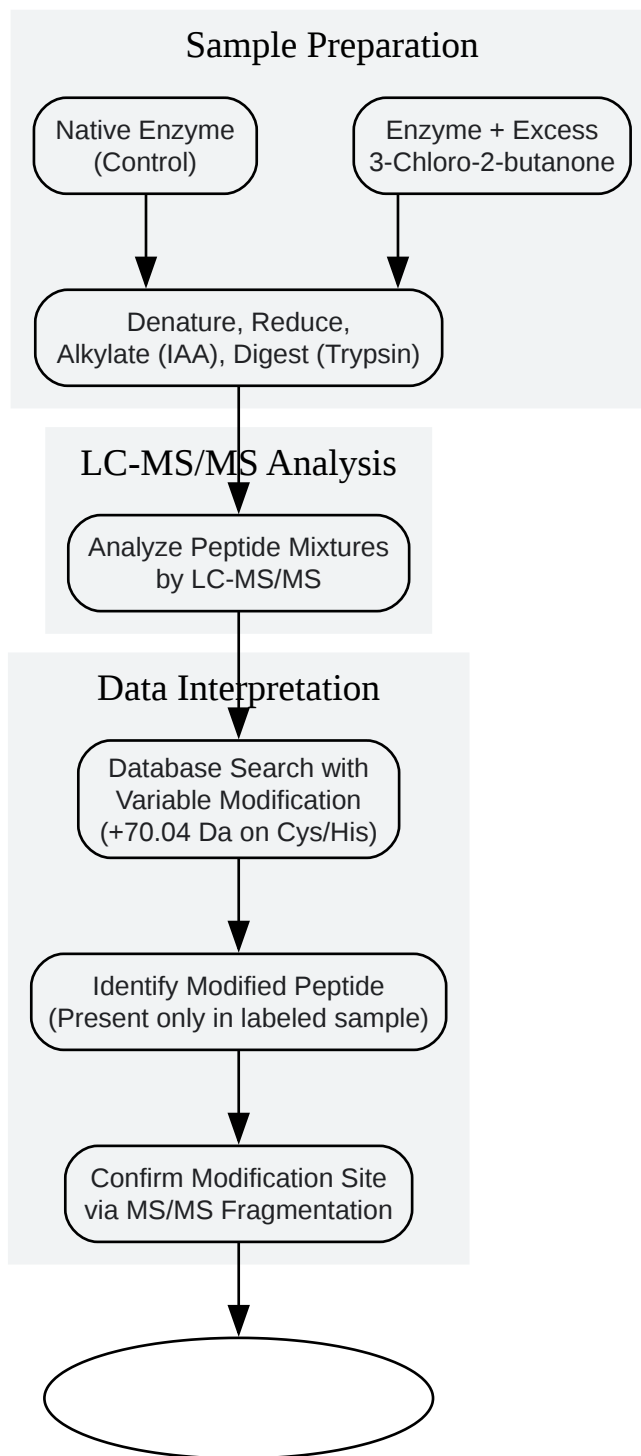 Sample Preparation
Native Enzyme
(Control)
Enzyme + Excess
3-Chloro-2-butanone
Denature, Reduce,
Alkylate (IAA), Digest (Trypsin)
LC-MS/MS Analysis
Analyze Peptide Mixtures
by LC-MS/MS
Data Interpretation
Database Search with
Variable Modification
(+70.04 Da on Cys/His)
Identify Modified Peptide
(Present only in labeled sample)
Confirm Modification Site
via MS/MS Fragmentation